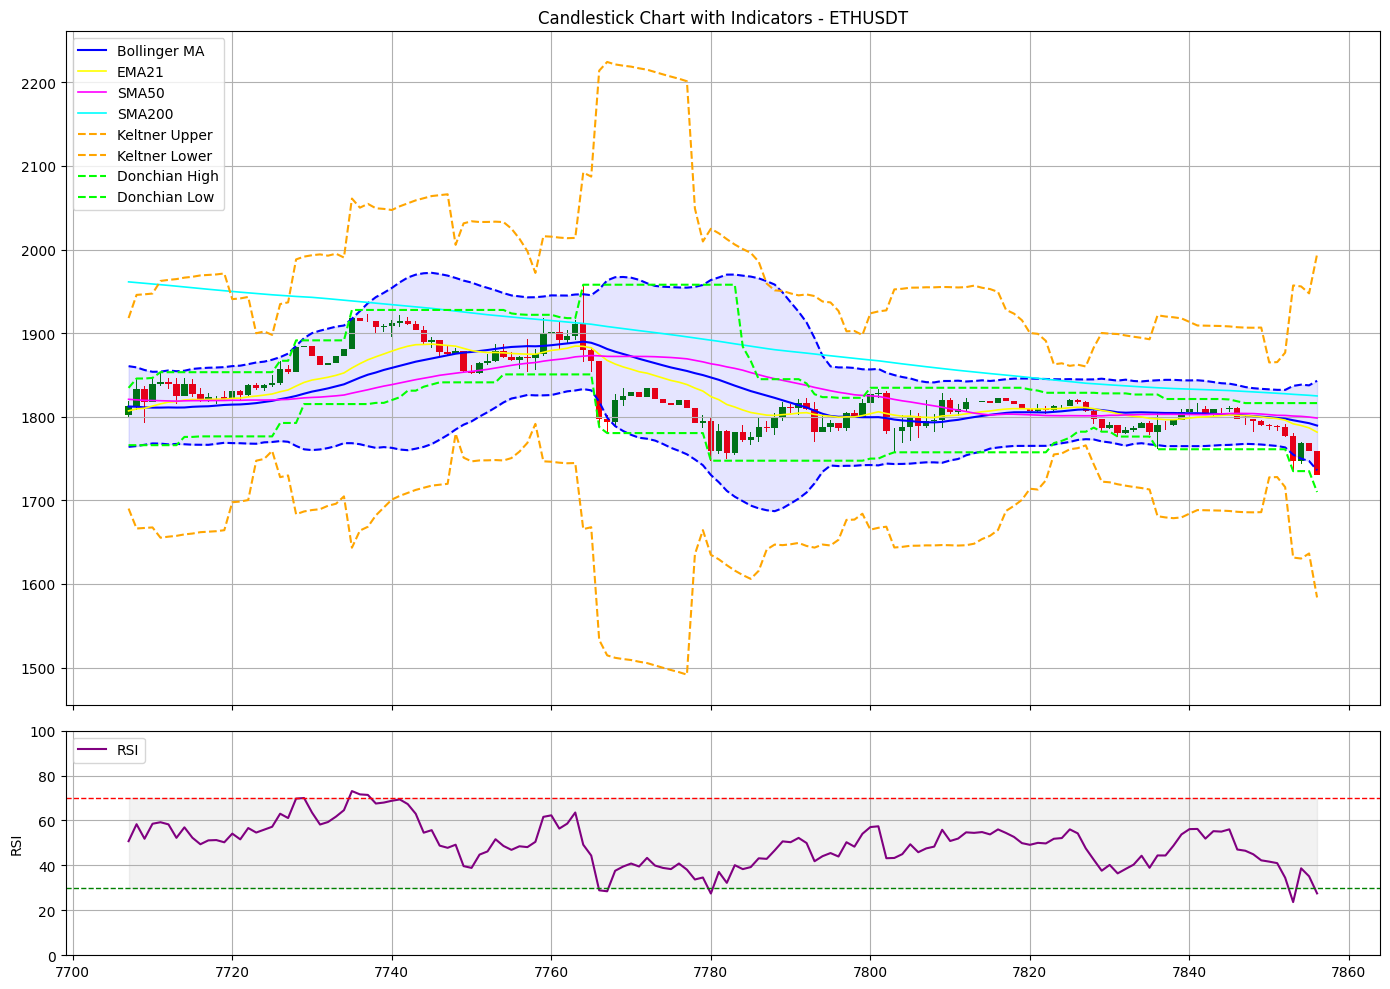 Candlestick Chart with Indicators - ETHUSDT
Bollinger MA
EMA21
SMA50
SMA200
Keltner Upper
Keltner Lower
Donchian High
Donchian Low
2200
2100
2000
1900
1800
1700
1600
1500
RSI
100
80
60
40
20
0
RSI
7700 7720 7740 7760 7780 7800 7820 7840 7860